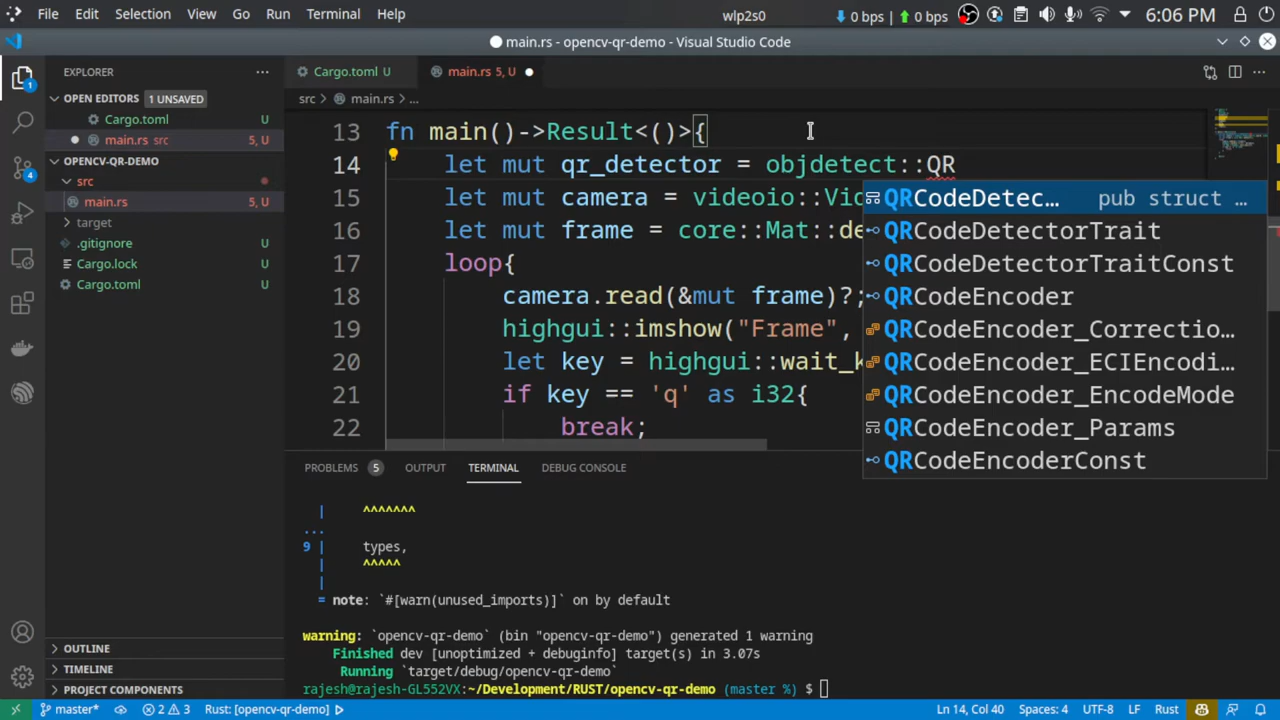 File Edit Selection View Go Run Terminal Help wlp2s0 0 bps 0 bps 6:06 PM
main.rs - opencv-qr-demo - Visual Studio Code
EXPLORER
Cargo.toml
main.rs 5, U
OPEN EDITORS 1 UNSAVED
src > main.rs > ...
Cargo.toml U
main.rs src 5, U
OPENCV-QR-DEMO
src
main.rs 5, U
target
.gitignore U
Cargo.lock U
Cargo.toml U
OUTLINE
TIMELINE
PROJECT COMPONENTS
1
4
13 fn main()->Result<()>{
14 let mut qr_detector = objdetect::QR
15 let mut camera = videoio::Vid
16 let mut frame = core::Mat::de
17 loop{
18 camera.read(&mut frame)?;
19 highgui::imshow("Frame",
20 let key = highgui::wait_k
21 if key == 'q' as i32{
22 break;
QRCodeDetec... pub struct ...
QRCodeDetectorTrait
QRCodeDetectorTraitConst
QRCodeEncoder
QRCodeEncoder_Correctio...
QRCodeEncoder_ECIEncodi...
QRCodeEncoder_EncodeMode
QRCodeEncoder_Params
QRCodeEncoderConst
PROBLEMS 5 OUTPUT TERMINAL DEBUG CONSOLE
| ^^^^^^^
...
9 | types,
| ^^^^^
|
= note: `#[warn(unused_imports)]` on by default
warning: `opencv-qr-demo` (bin "opencv-qr-demo") generated 1 warning
Finished dev [unoptimized + debuginfo] target(s) in 3.07s
Running `target/debug/opencv-qr-demo`
rajesh@rajesh-GL552VX:~/Development/RUST/opencv-qr-demo (master %) $
master* 2 3 Rust: [opencv-qr-demo] Ln 14, Col 40 Spaces: 4 UTF-8 LF Rust